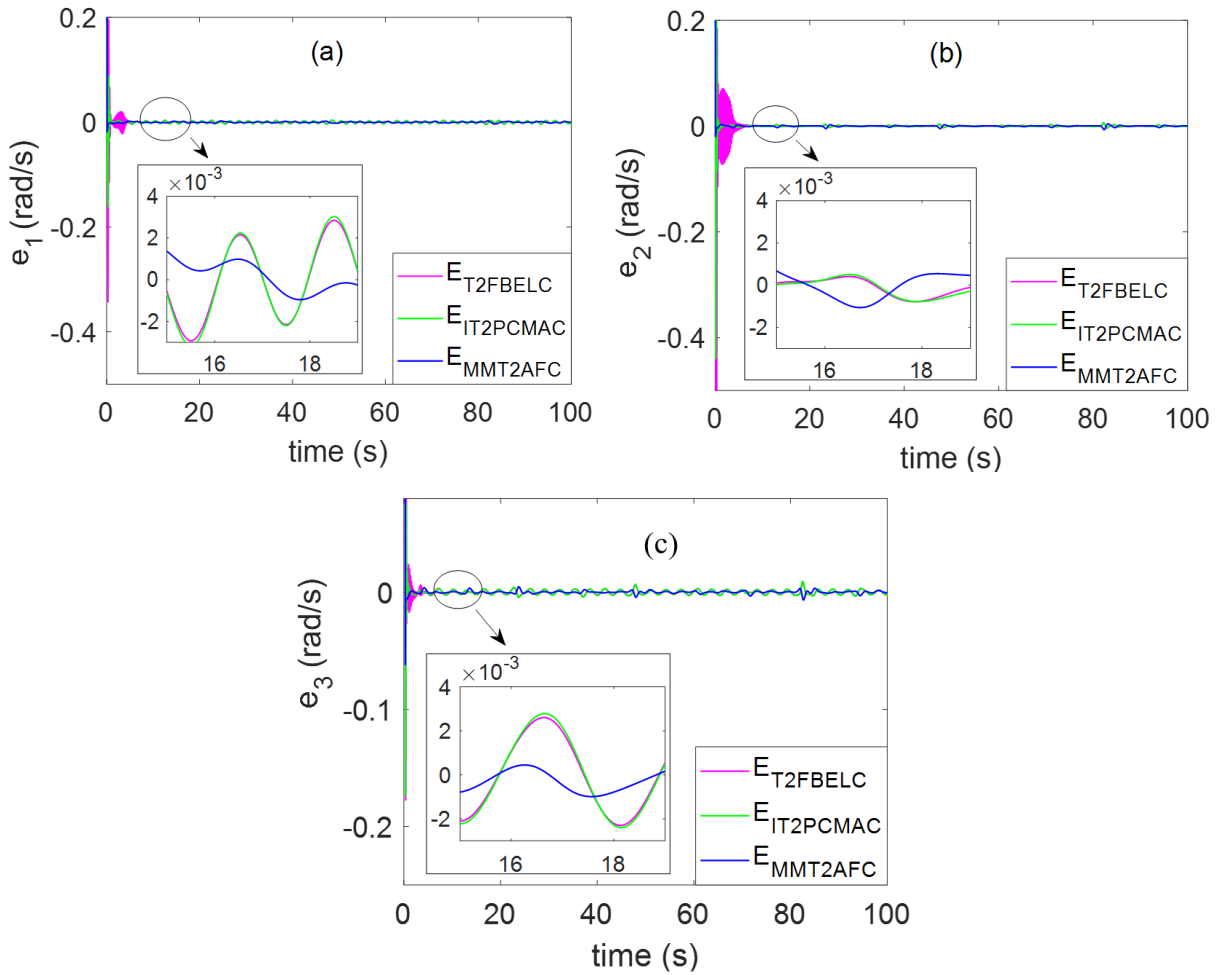 (a)
0.2
0
-0.2
-0.4
e1 (rad/s)
×10-3
4
2
0
-2
16 18
ET2FBELC
EIT2PCMAC
EMMT2AFC
0 20 40 60 80 100
time (s)
(b)
0.2
0
-0.2
-0.4
e2 (rad/s)
×10-3
4
2
0
-2
16 18
ET2FBELC
EIT2PCMAC
EMMT2AFC
0 20 40 60 80 100
time (s)
(c)
0
-0.1
-0.2
e3 (rad/s)
×10-3
4
2
0
-2
16 18
ET2FBELC
EIT2PCMAC
EMMT2AFC
0 20 40 60 80 100
time (s)